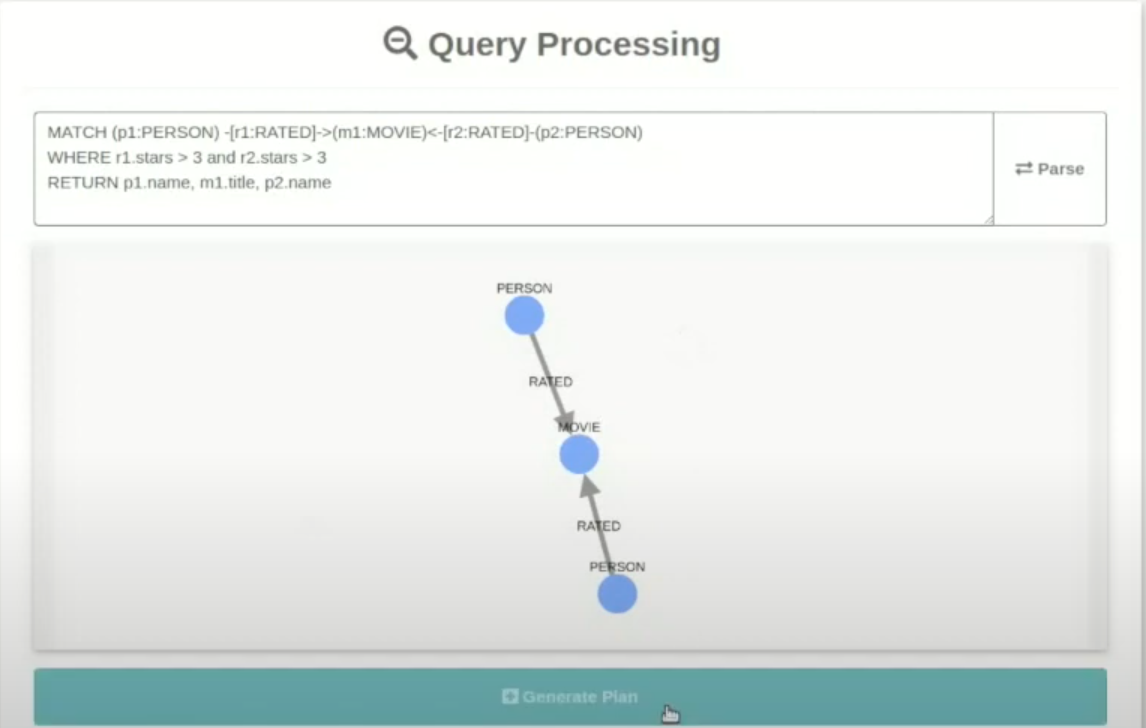 Query Processing
MATCH (p1:PERSON) -[r1:RATED]->(m1:MOVIE)<-[r2:RATED]-(p2:PERSON)
WHERE r1.stars > 3 and r2.stars > 3
RETURN p1.name, m1.title, p2.name
Parse
PERSON
RATED
MOVIE
RATED
PERSON
Generate Plan